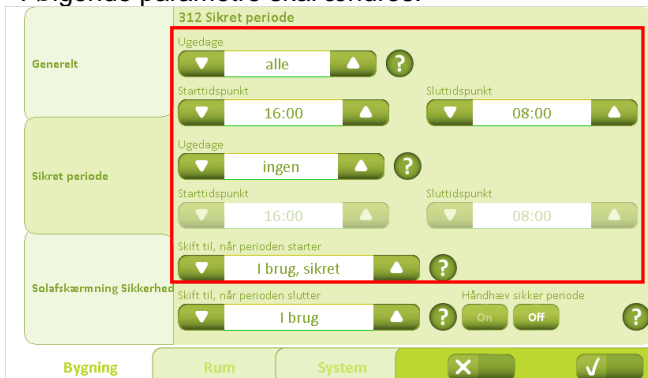 Følgende parametre skal ændres:
312 Sikret periode
Generelt
Ugedage
alle
?
Starttidspunkt
Sluttidspunkt
16:00
08:00
Sikret periode
Ugedage
ingen
?
Starttidspunkt
Sluttidspunkt
16:00
08:00
Solafskærmning Sikkerhed
Skift til, når perioden starter
I brug, sikret
?
Skift til, når perioden slutter
Håndhæv sikker periode
I brug
?
On
Off
?
Bygning
Rum
System